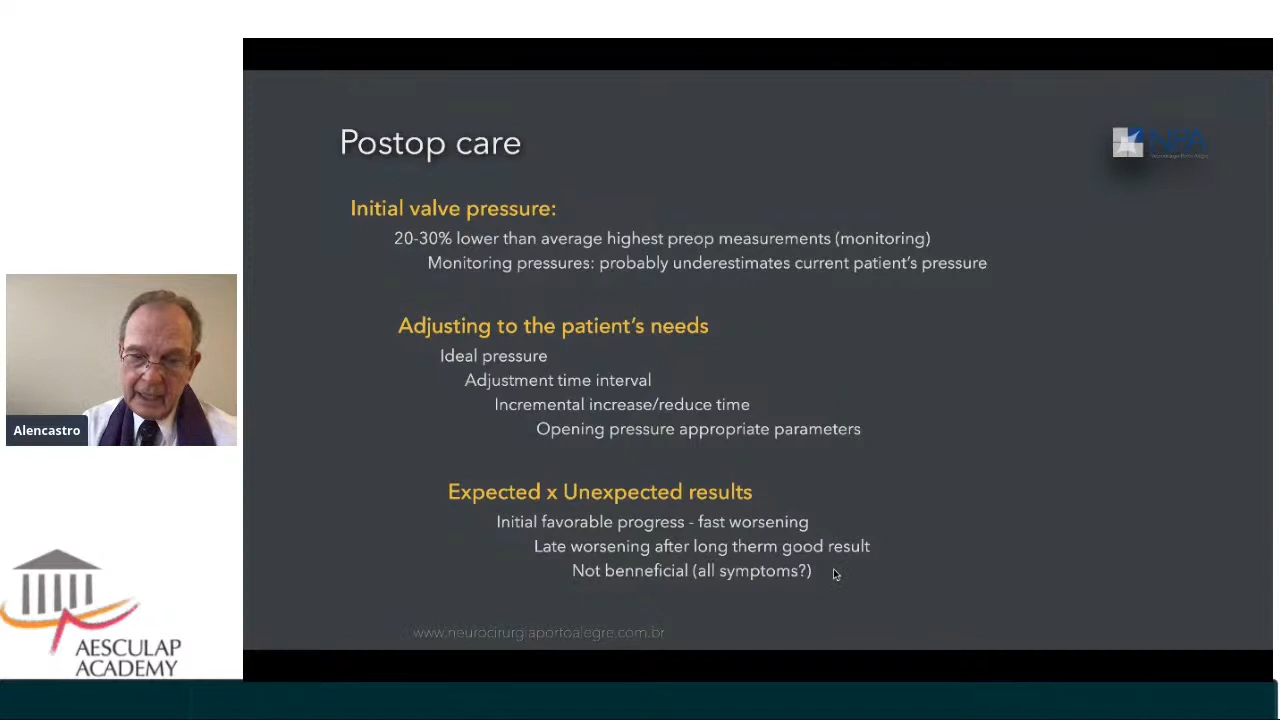 Postop care
NPA
Initial valve pressure:
20-30% lower than average highest preop measurements (monitoring)
Monitoring pressures: probably underestimates current patient's pressure
Adjusting to the patient's needs
Ideal pressure
Adjustment time interval
Incremental increase/reduce time
Opening pressure appropriate parameters
Expected x Unexpected results
Initial favorable progress - fast worsening
Late worsening after long therm good result
Not benneficial (all symptoms?)
www.neurocirurgiaportoalegre.com.br
Alencastro
AESCULAP
ACADEMY